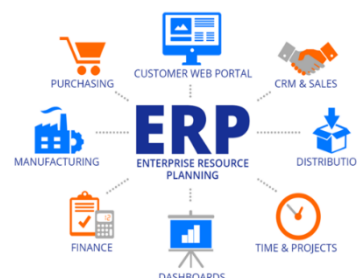 CUSTOMER WEB PORTAL
PURCHASING
CRM & SALES
ERP
ENTERPRISE RESOURCE
PLANNING
MANUFACTURING
DISTRIBUTIO
FINANCE
TIME & PROJECTS
DASHBOARDS